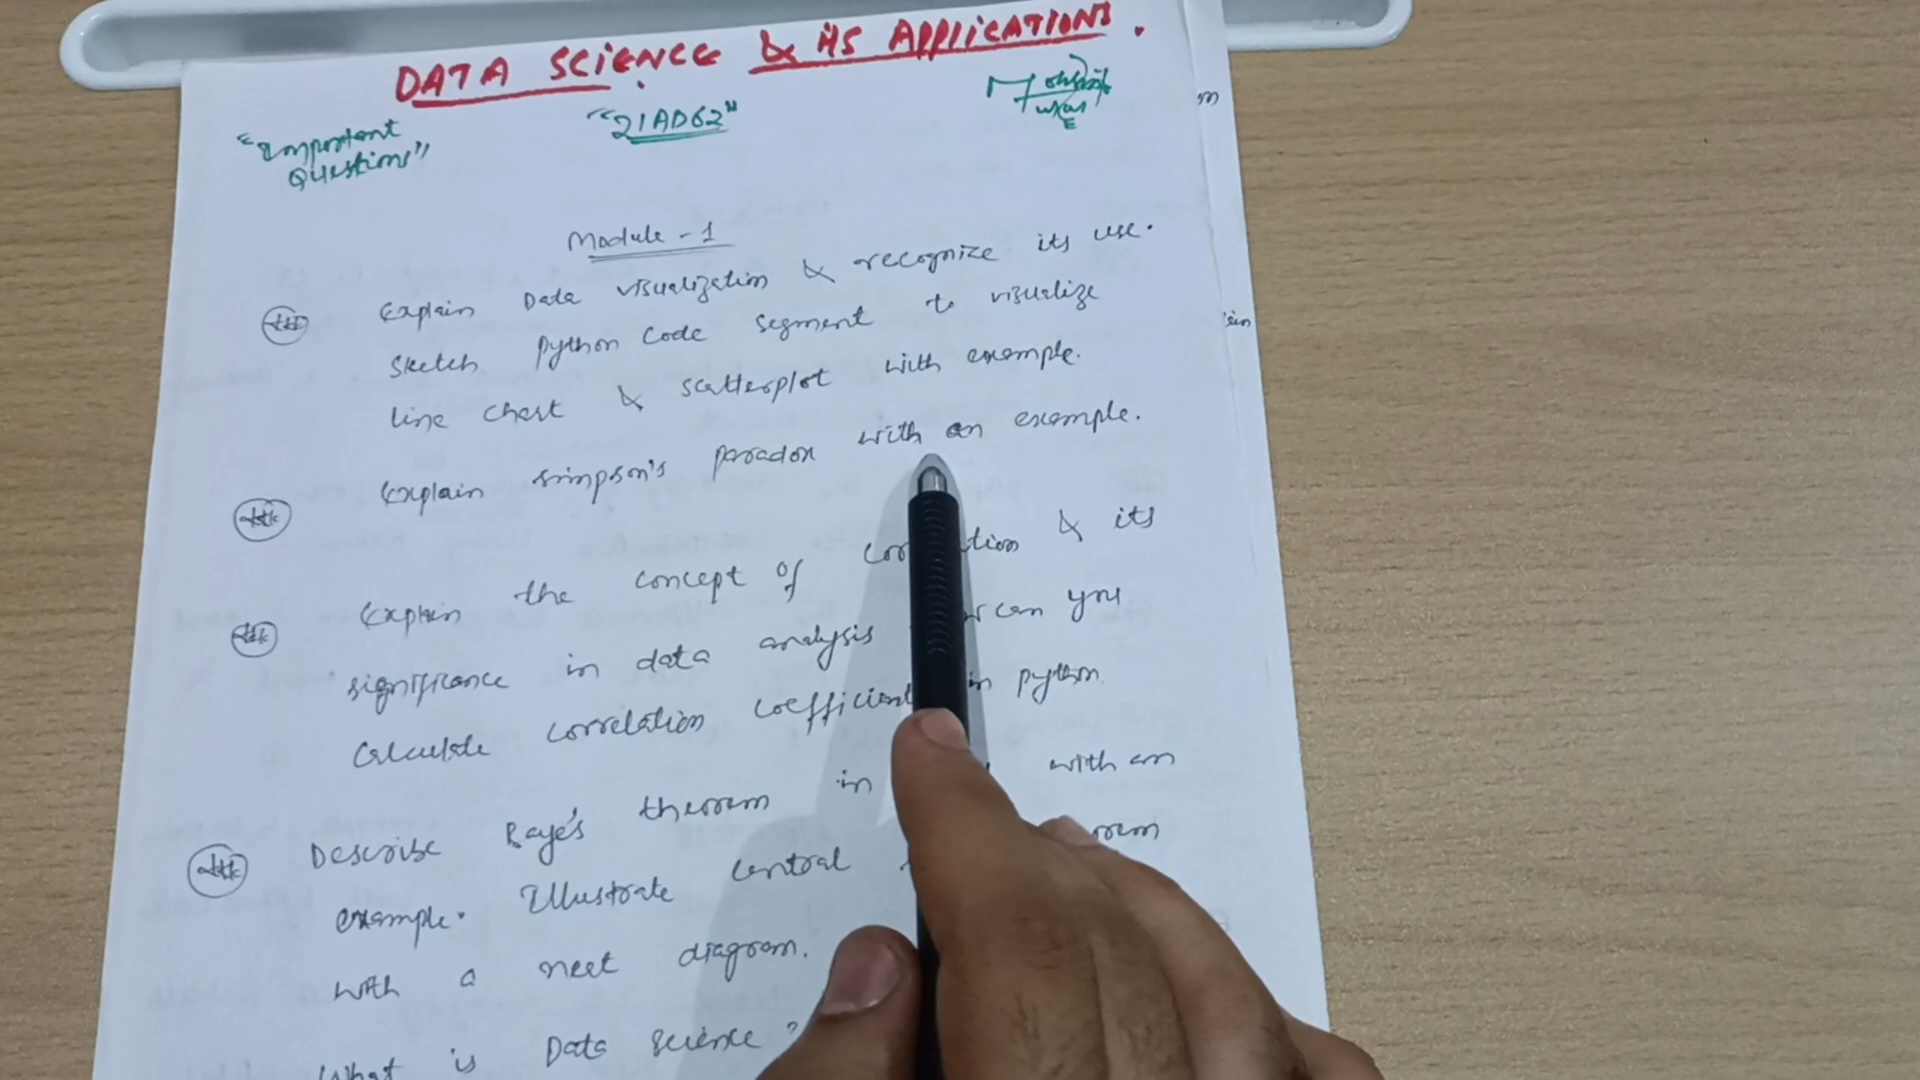 DATA SCIENCE & ITS APPLICATIONS.
"Important Questions"
"21AD62"
Module - 1
Explain Data visualization & recognize its use.
Sketch python code segment to visualize
line chart & scatterplot with example.
Explain simpson's paradox with an example.
Explain the concept of & its
significance in data analysis can you
calculate correlation coefficient in python
Describe Baye's theorem in with an
example. Illustrate central
with a neet diagram.
What is Data science ?